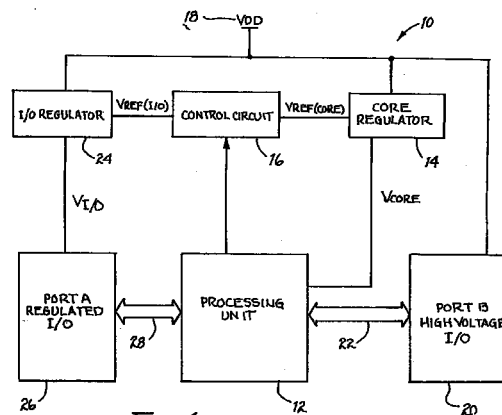 18
VDD
10
I/O REGULATOR
VREF(I/O)
CONTROL CIRCUIT
VREF(CORE)
CORE
REGULATOR
24
16
14
VI/O
VCORE
PORT A
REGULATED
I/O
28
PROCESSING
UNIT
22
PORT B
HIGH VOLTAGE
I/O
26
12
20